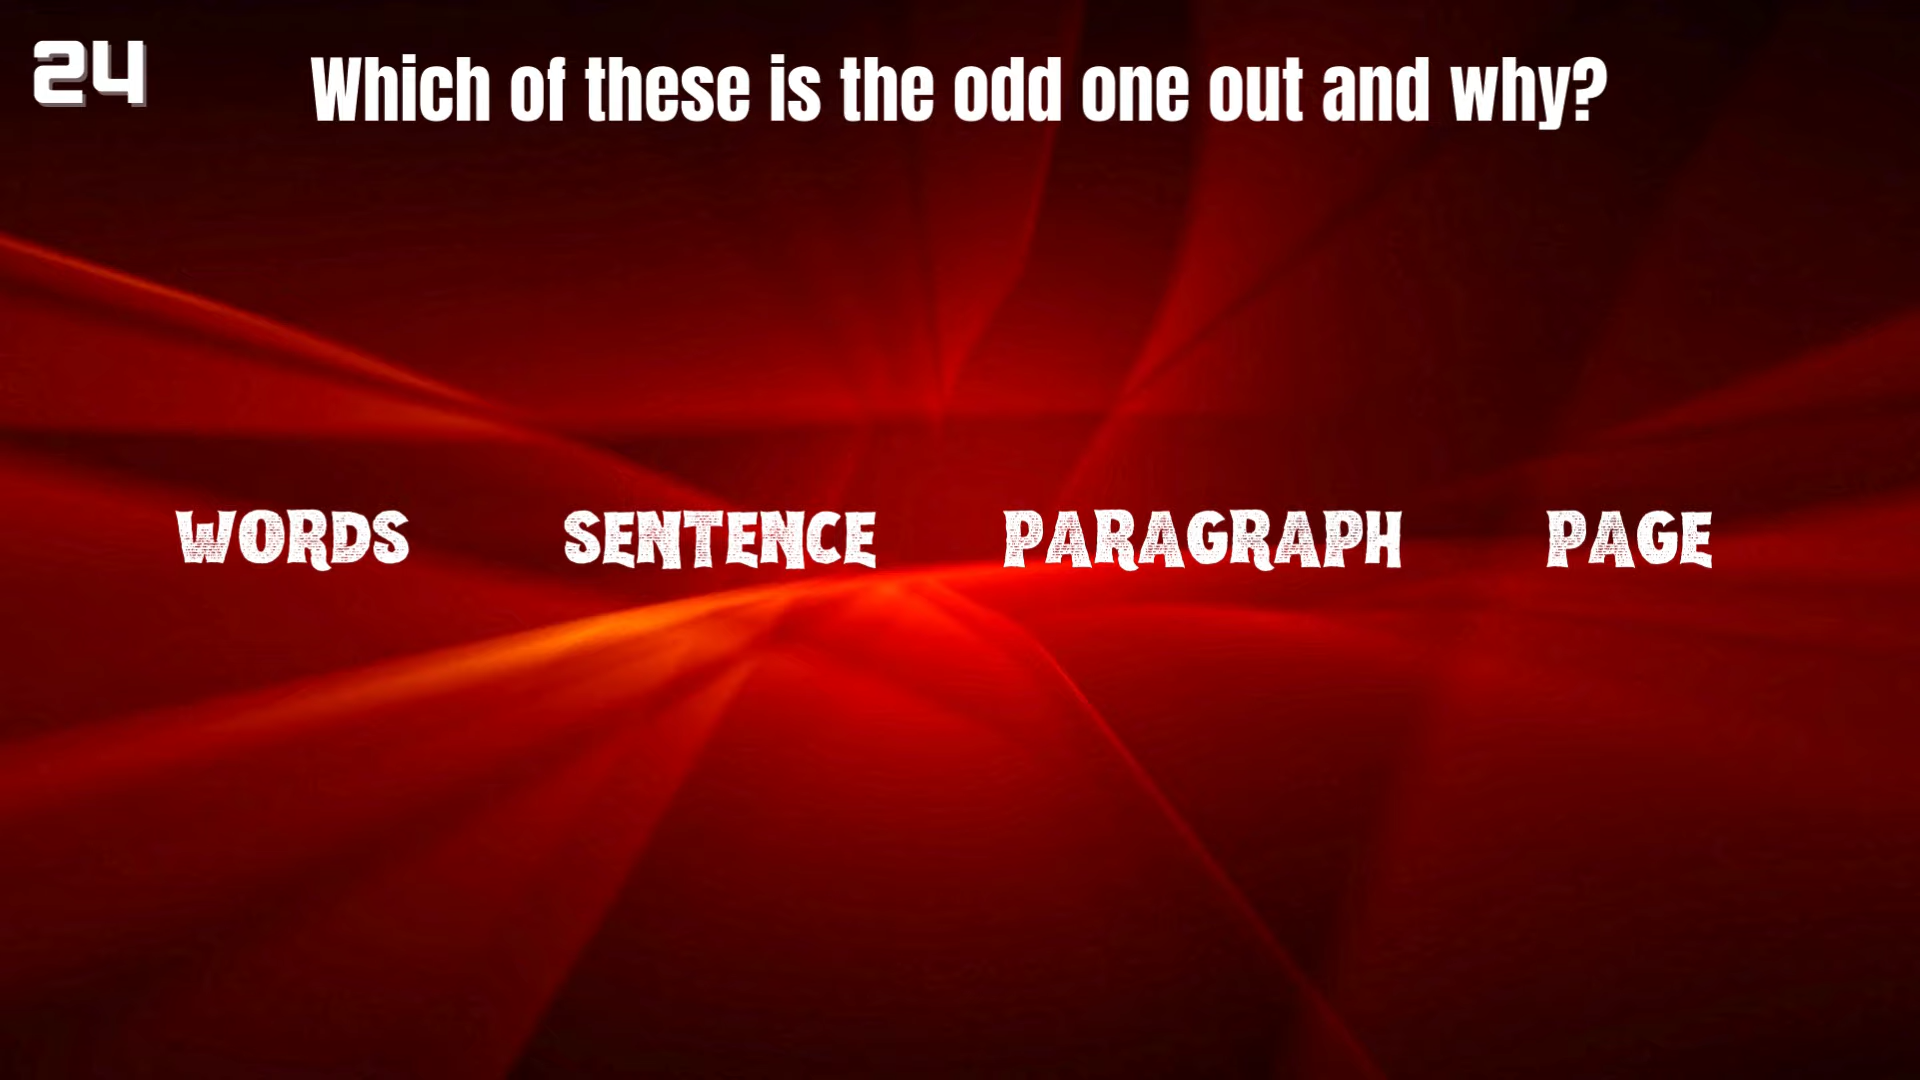 24
Which of these is the odd one out and why?
WORDS SENTENCE PARAGRAPH PAGE